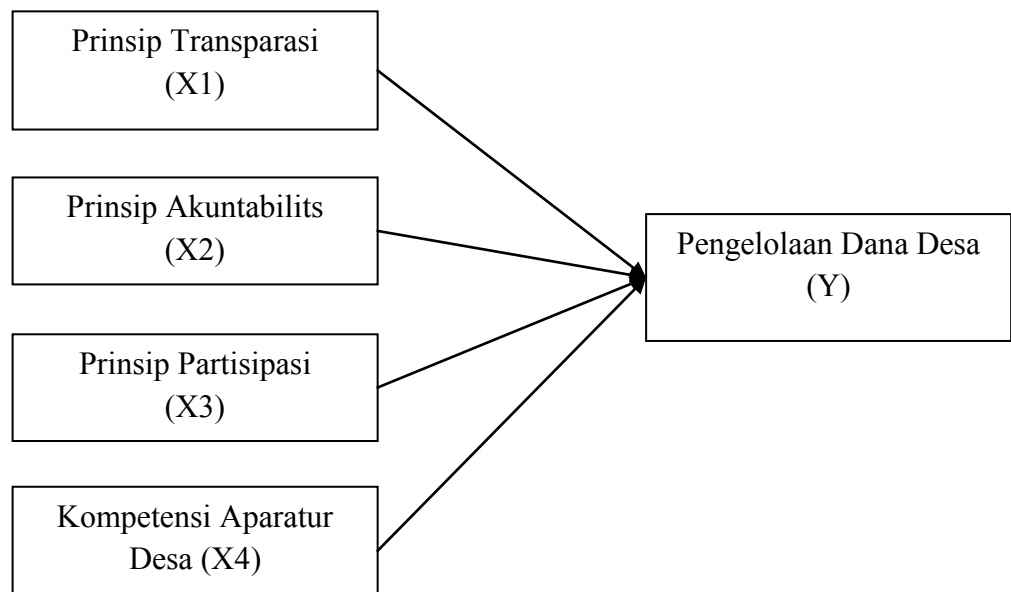 Prinsip Transparasi
(X1)
Prinsip Akuntabilits
(X2)
Pengelolaan Dana Desa
(Y)
Prinsip Partisipasi
(X3)
Kompetensi Aparatur
Desa (X4)